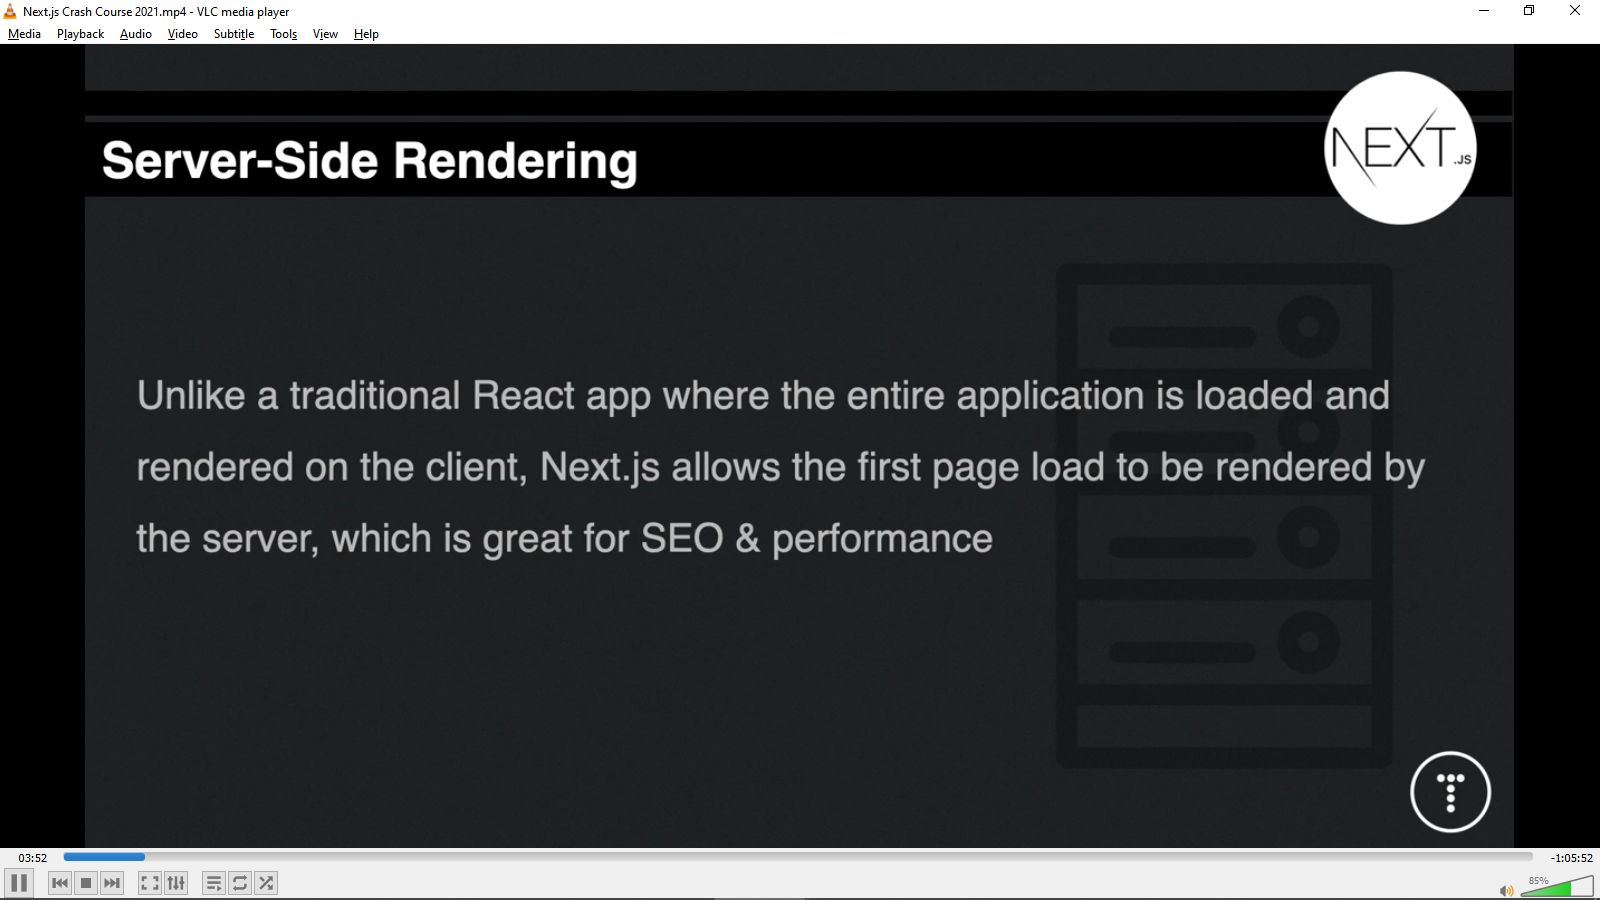 Next.js Crash Course 2021.mp4 - VLC media player
Media Playback Audio Video Subtitle Tools View Help
Server-Side Rendering
NEXT.JS
Unlike a traditional React app where the entire application is loaded and
rendered on the client, Next.js allows the first page load to be rendered by
the server, which is great for SEO & performance
T
03:52
-1:05:52
85%